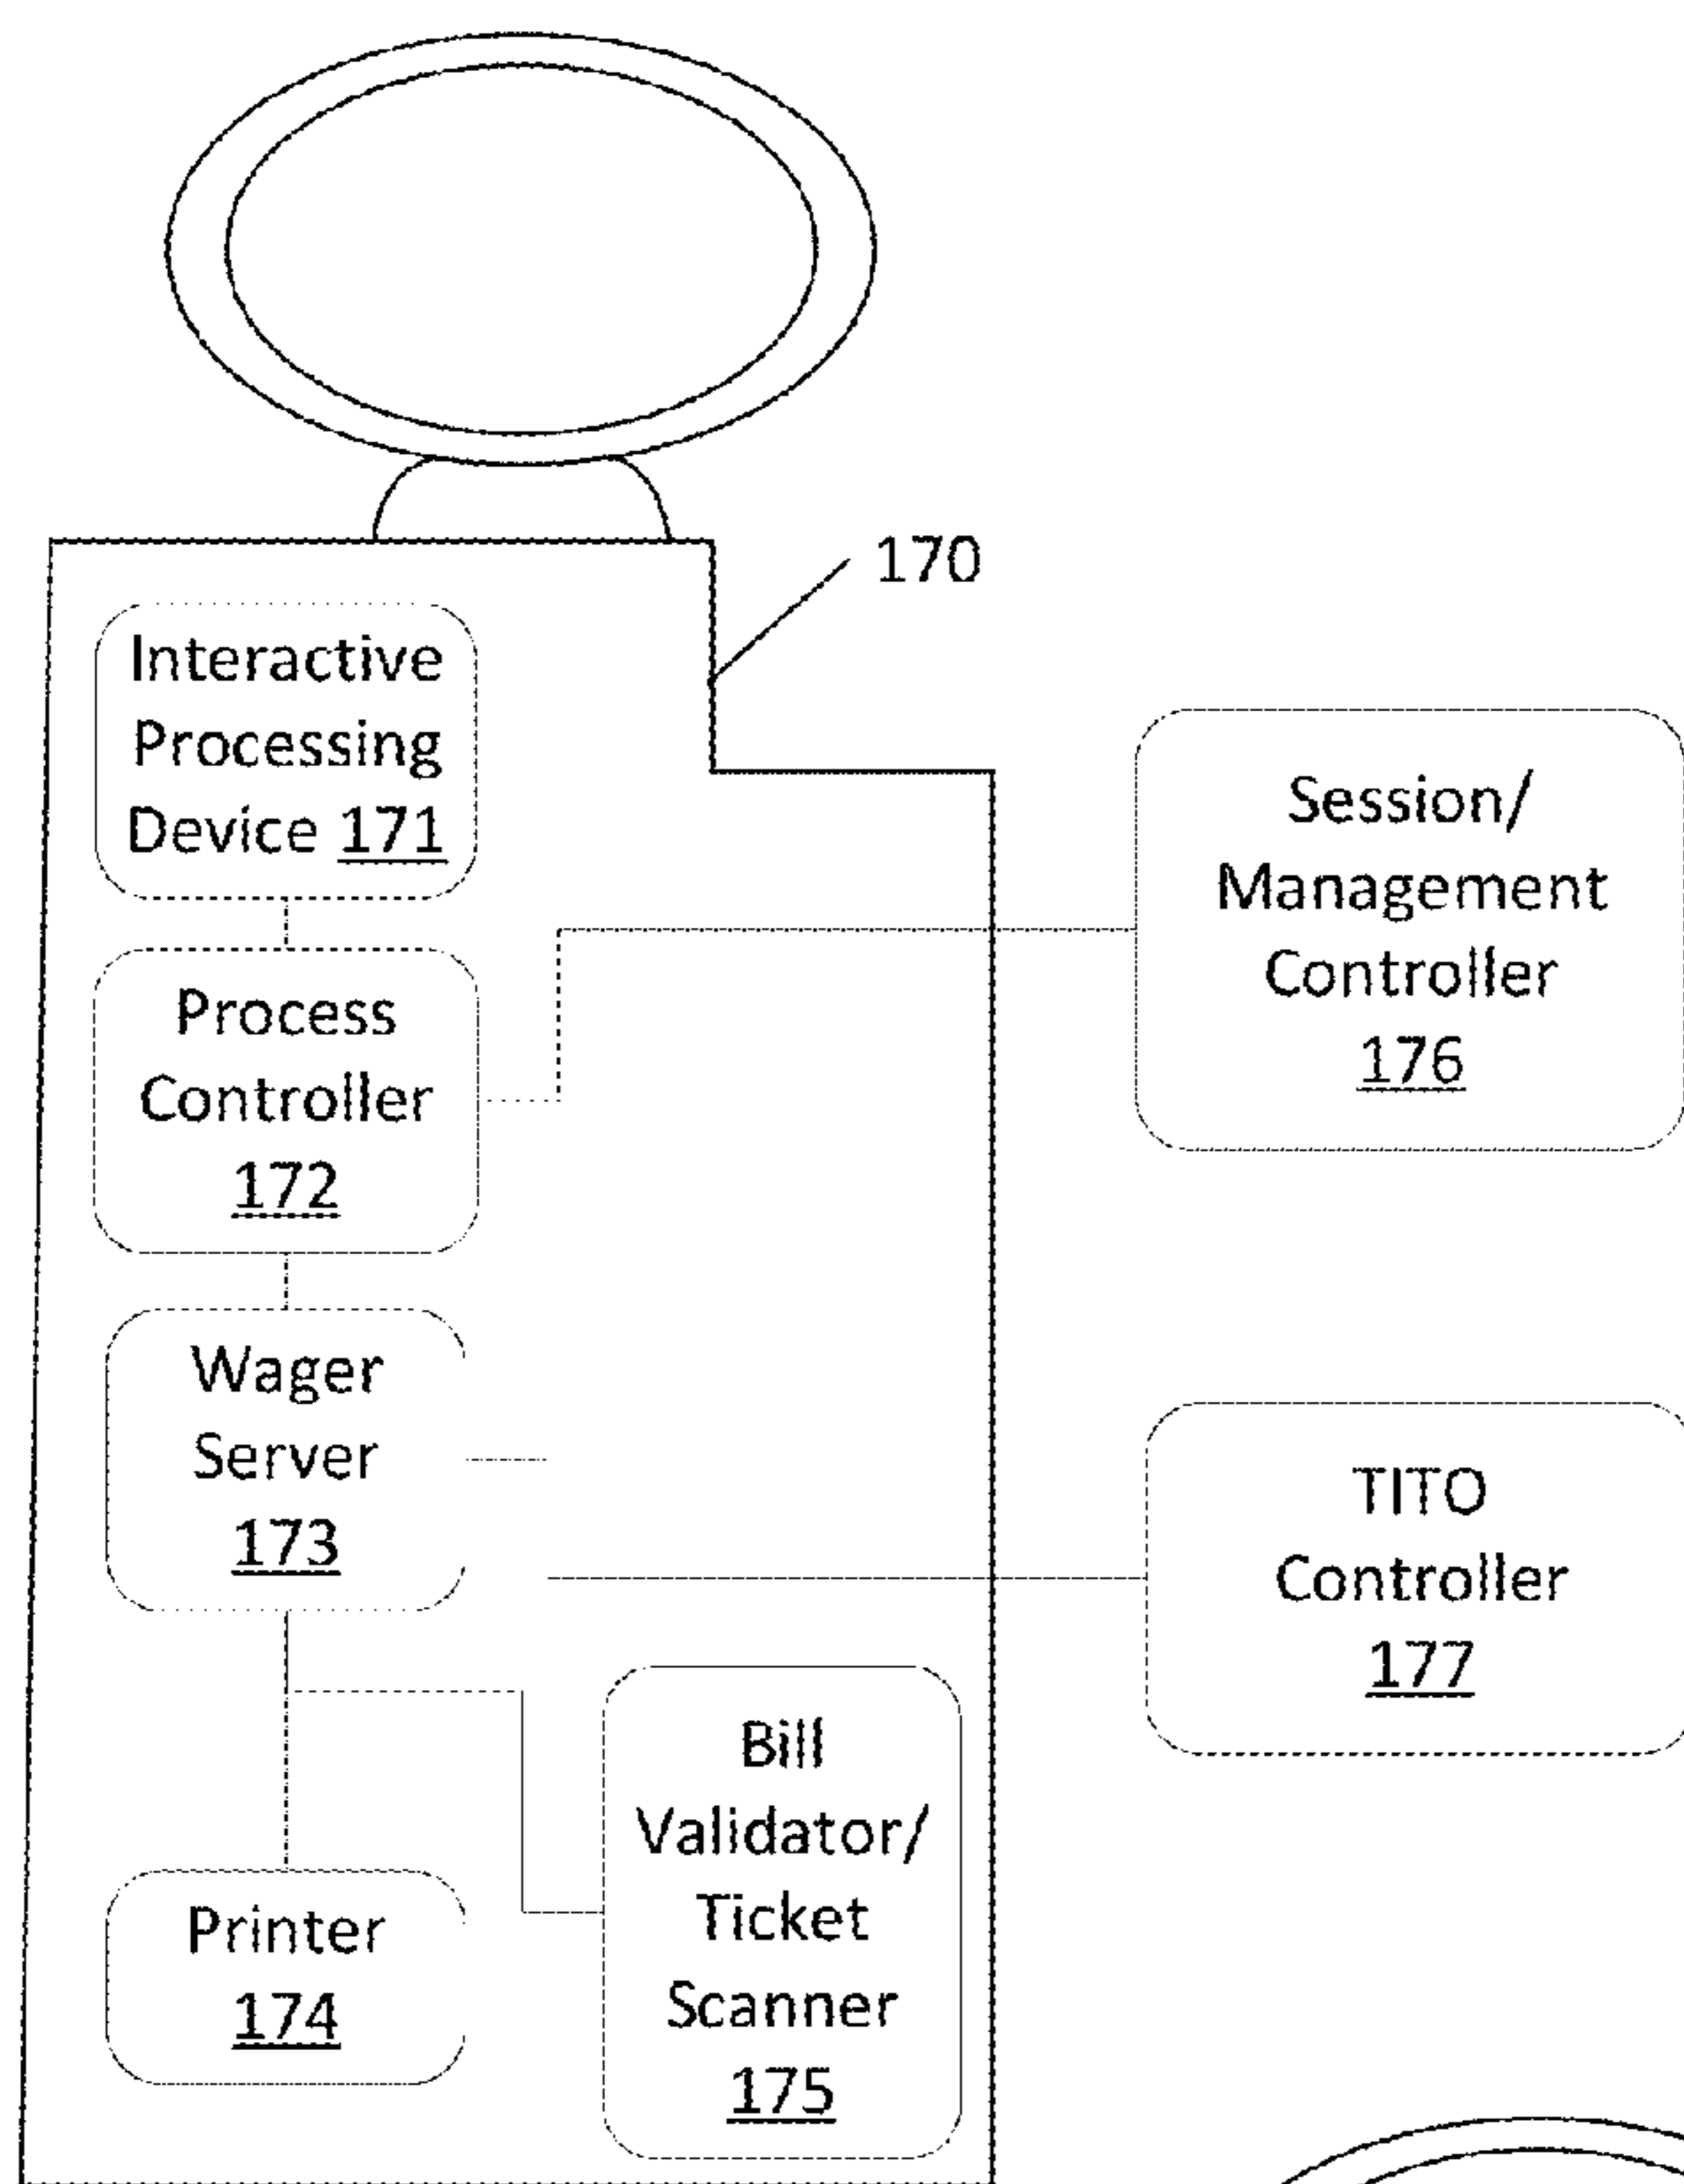 170
Interactive
Processing
Device 171
Session/
Management
Controller
176
Process
Controller
172
Wager
Server
173
TITO
Controller
177
Bill
Validator/
Ticket
Scanner
175
Printer
174